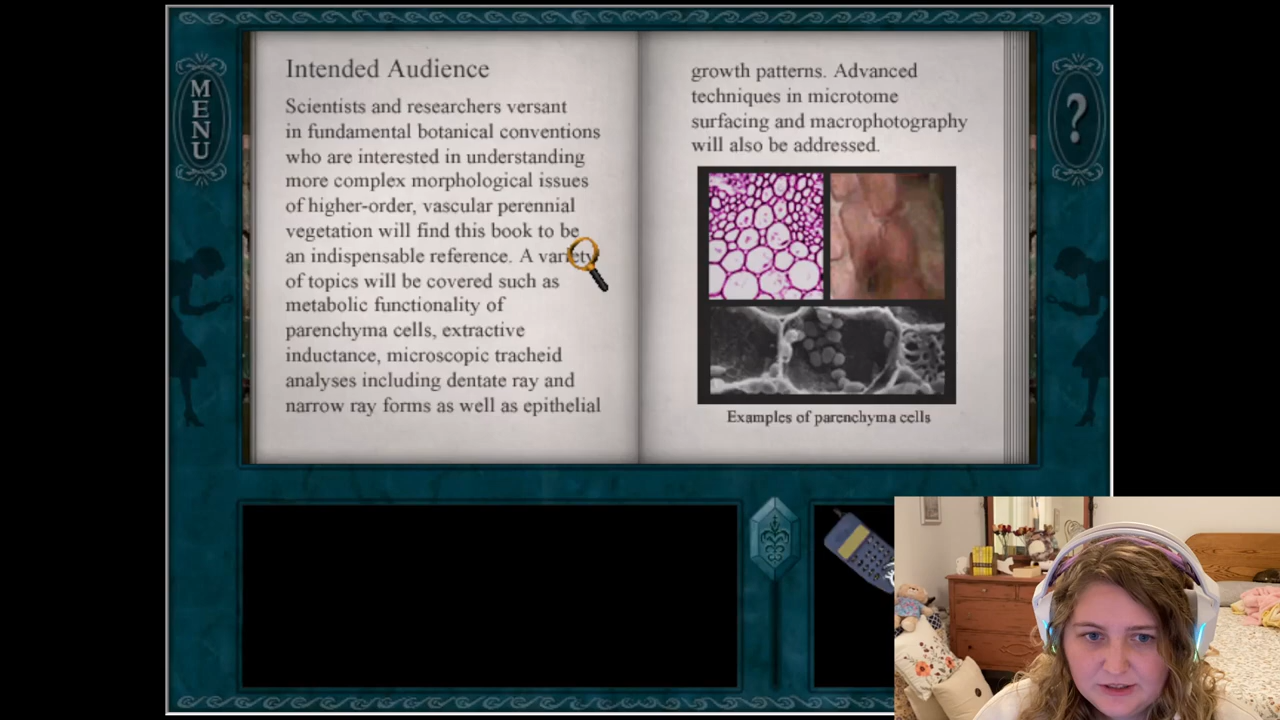 MENU
Intended Audience
Scientists and researchers versant
in fundamental botanical conventions
who are interested in understanding
more complex morphological issues
of higher-order, vascular perennial
vegetation will find this book to be
an indispensable reference. A variety
of topics will be covered such as
metabolic functionality of
parenchyma cells, extractive
inductance, microscopic tracheid
analyses including dentate ray and
narrow ray forms as well as epithelial
growth patterns. Advanced
techniques in microtome
surfacing and macrophotography
will also be addressed.
Examples of parenchyma cells
?